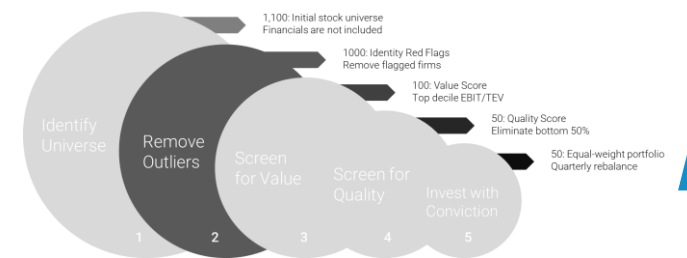 1,100: Initial stock universe
Financials are not included
1000: Identity Red Flags
Remove flagged firms
100: Value Score
Top decile EBIT/TEV
50: Quality Score
Eliminate bottom 50%
50: Equal-weight portfolio
Quarterly rebalance
Identify
Universe
1
Remove
Outliers
2
Screen
for Value
3
Screen for
Quality
4
Invest with
Conviction
5